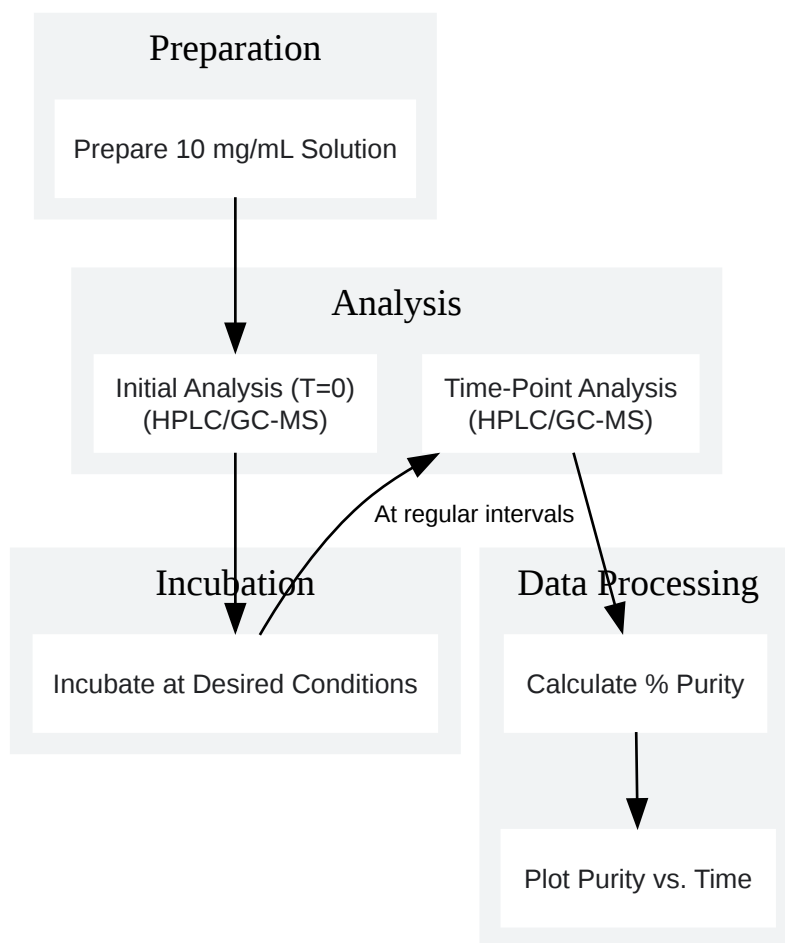 Preparation
Prepare 10 mg/mL Solution
Analysis
Initial Analysis (T=0)
(HPLC/GC-MS)
Time-Point Analysis
(HPLC/GC-MS)
At regular intervals
Incubation
Incubate at Desired Conditions
Data Processing
Calculate % Purity
Plot Purity vs. Time